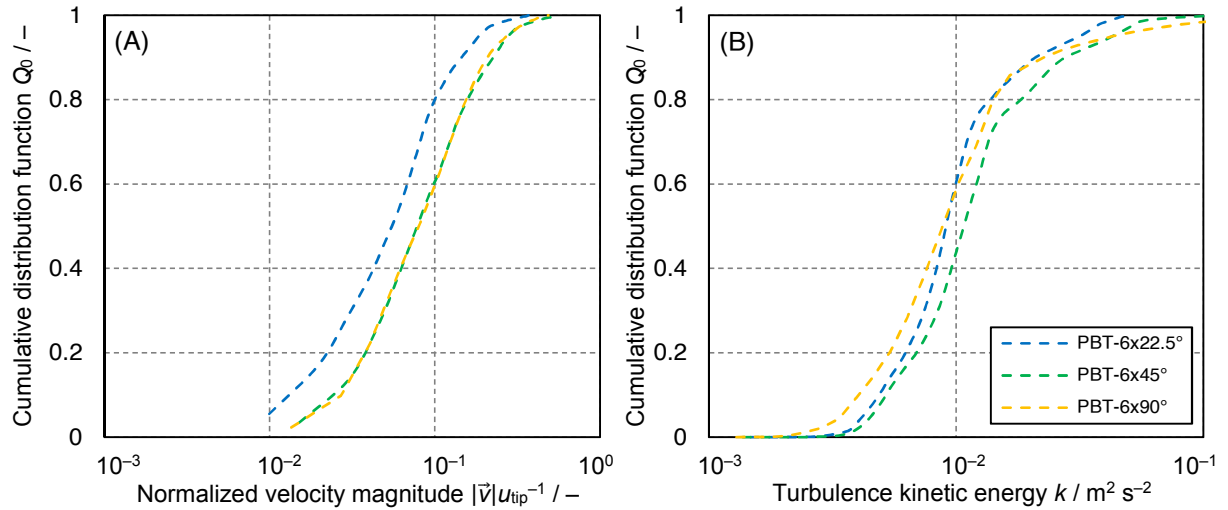 (A)
Cumulative distribution function Q₀ / –
1
0.8
0.6
0.4
0.2
0
10⁻³ 10⁻² 10⁻¹ 10⁰
Normalized velocity magnitude |v⃗|u_tip⁻¹ / –
(B)
Cumulative distribution function Q₀ / –
1
0.8
0.6
0.4
0.2
0
10⁻³ 10⁻² 10⁻¹
Turbulence kinetic energy k / m² s⁻²
PBT-6x22.5°
PBT-6x45°
PBT-6x90°